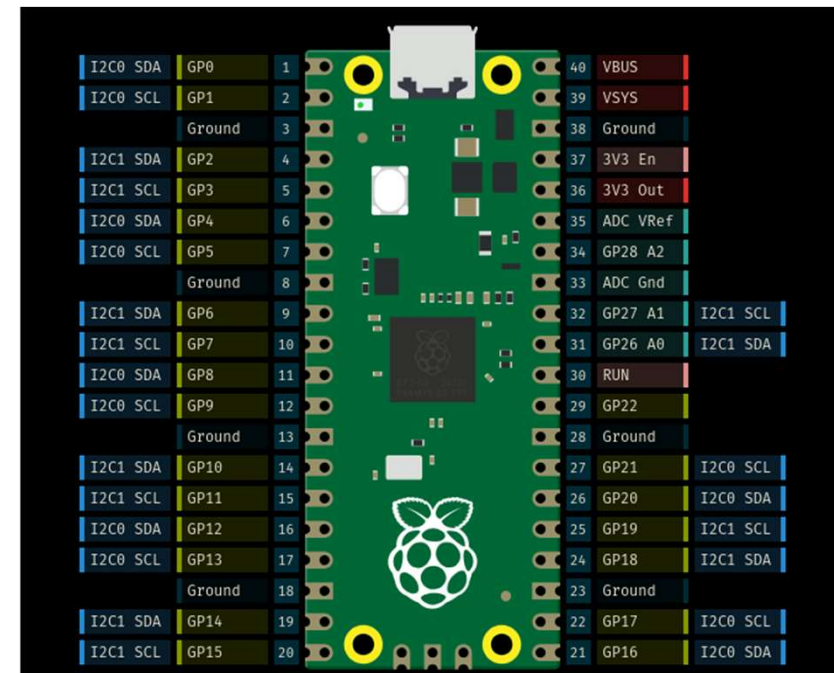 I2C0 SDA GP0 1 40 VBUS
I2C0 SCL GP1 2 39 VSYS
Ground 3 38 Ground
I2C1 SDA GP2 4 37 3V3 En
I2C1 SCL GP3 5 36 3V3 Out
I2C0 SDA GP4 6 35 ADC VRef
I2C0 SCL GP5 7 34 GP28 A2
Ground 8 33 ADC Gnd
I2C1 SDA GP6 9 32 GP27 A1 I2C1 SCL
I2C1 SCL GP7 10 31 GP26 A0 I2C1 SDA
I2C0 SDA GP8 11 30 RUN
I2C0 SCL GP9 12 29 GP22
Ground 13 28 Ground
I2C1 SDA GP10 14 27 GP21 I2C0 SCL
I2C1 SCL GP11 15 26 GP20 I2C0 SDA
I2C0 SDA GP12 16 25 GP19 I2C1 SCL
I2C0 SCL GP13 17 24 GP18 I2C1 SDA
Ground 18 23 Ground
I2C1 SDA GP14 19 22 GP17 I2C0 SCL
I2C1 SCL GP15 20 21 GP16 I2C0 SDA